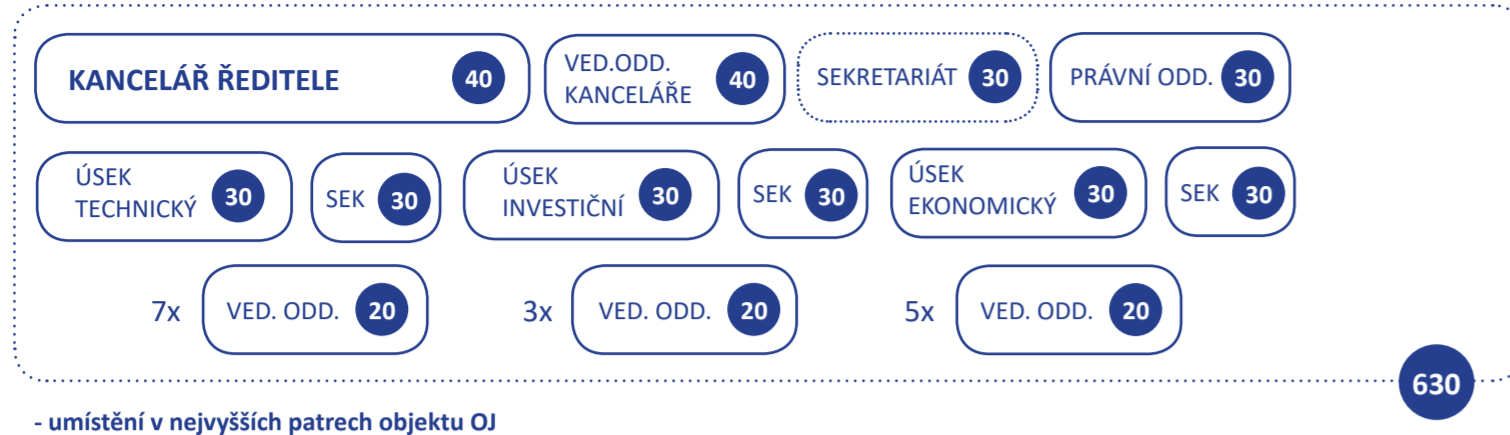 KANCELÁŘ ŘEDITELE 40
VED.ODD.
KANCELÁŘE 40
SEKRETARIÁT 30
PRÁVNÍ ODD. 30
ÚSEK
TECHNICKÝ 30
SEK 30
ÚSEK
INVESTIČNÍ 30
SEK 30
ÚSEK
EKONOMICKÝ 30
SEK 30
7x VED. ODD. 20
3x VED. ODD. 20
5x VED. ODD. 20
630
- umístění v nejvyšších patrech objektu OJ